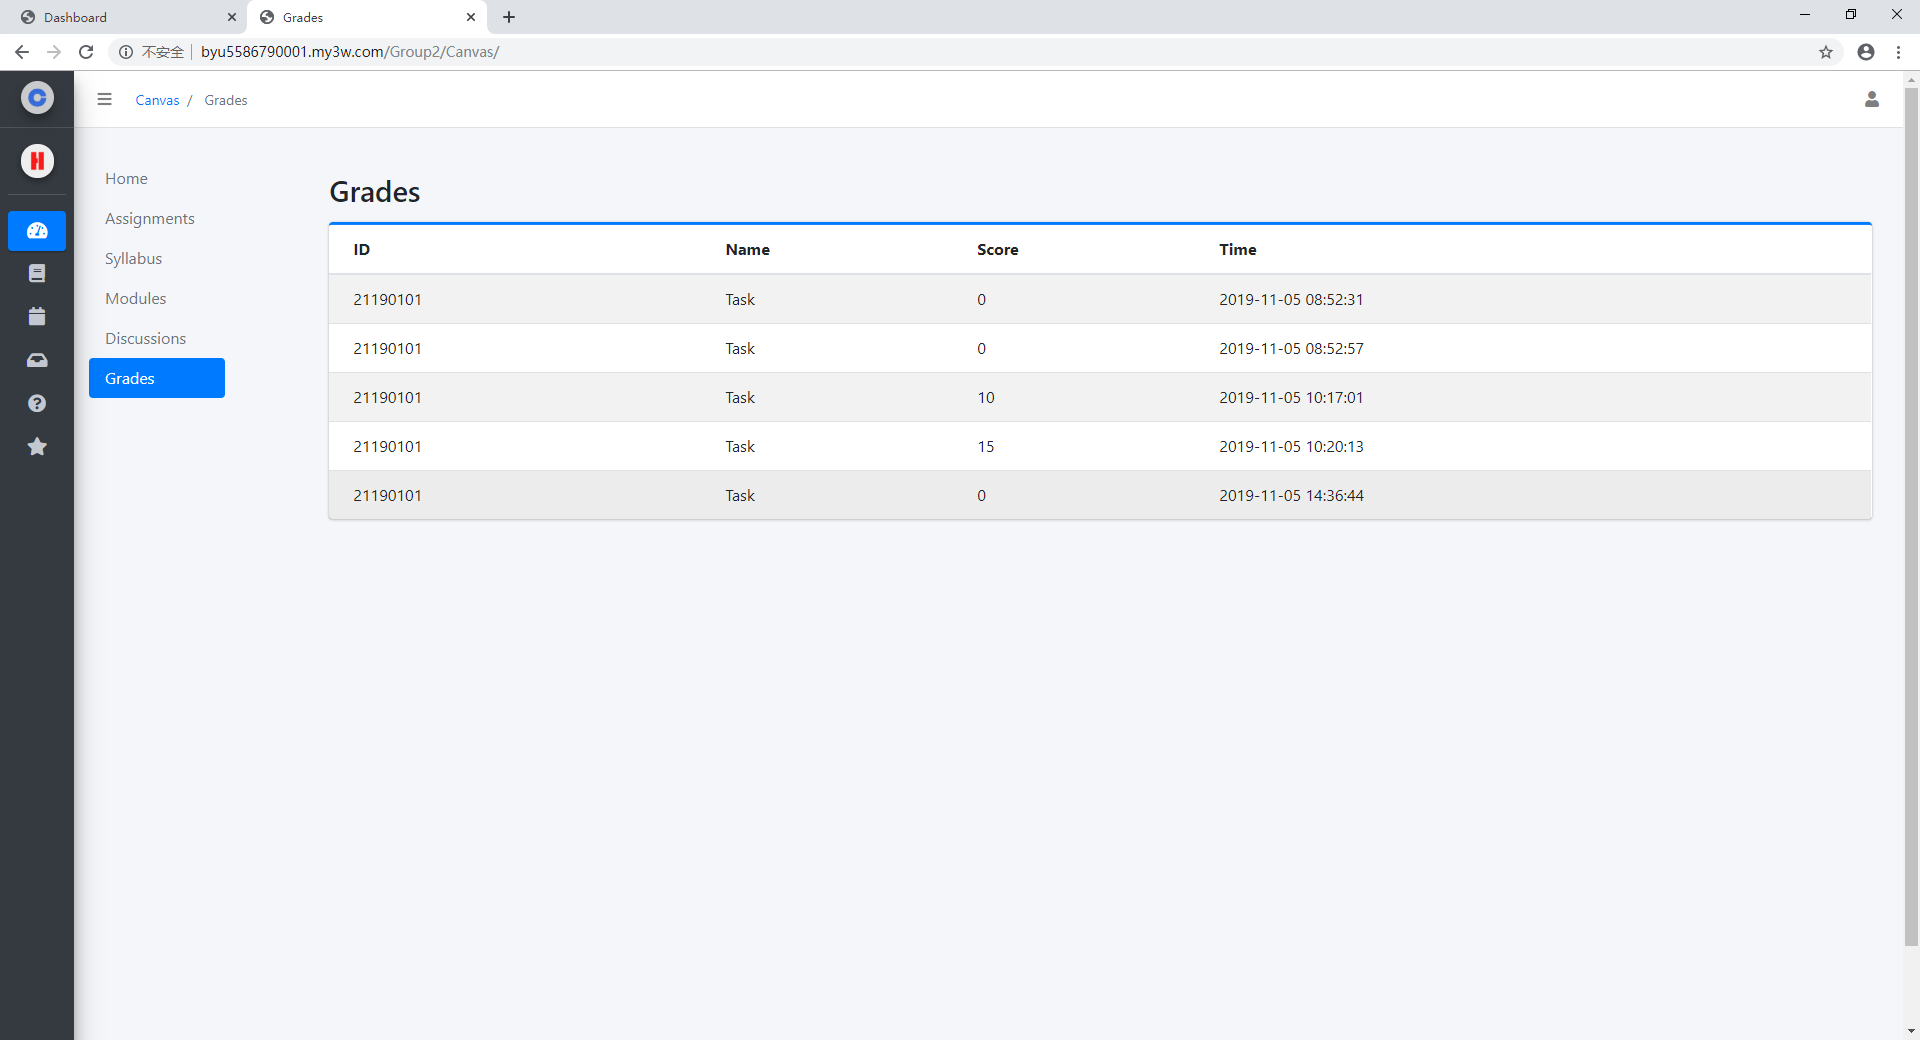 Dashboard
Grades
不安全 byu5586790001.my3w.com/Group2/Canvas/
Canvas / Grades
Home
Assignments
Syllabus
Modules
Discussions
Grades
Grades
ID Name Score Time
21190101 Task 0 2019-11-05 08:52:31
21190101 Task 0 2019-11-05 08:52:57
21190101 Task 10 2019-11-05 10:17:01
21190101 Task 15 2019-11-05 10:20:13
21190101 Task 0 2019-11-05 14:36:44